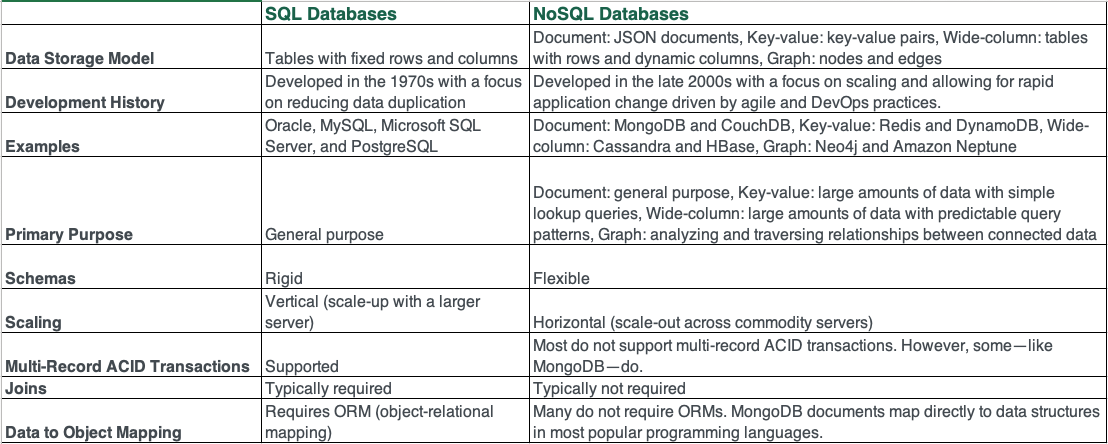 SQL Databases NoSQL Databases
Data Storage Model
Tables with fixed rows and columns
Document: JSON documents, Key-value: key-value pairs, Wide-column: tables
with rows and dynamic columns, Graph: nodes and edges
Development History
Developed in the 1970s with a focus
on reducing data duplication
Developed in the late 2000s with a focus on scaling and allowing for rapid
application change driven by agile and DevOps practices.
Examples
Oracle, MySQL, Microsoft SQL
Server, and PostgreSQL
Document: MongoDB and CouchDB, Key-value: Redis and DynamoDB, Wide-
column: Cassandra and HBase, Graph: Neo4j and Amazon Neptune
Primary Purpose
General purpose
Document: general purpose, Key-value: large amounts of data with simple
lookup queries, Wide-column: large amounts of data with predictable query
patterns, Graph: analyzing and traversing relationships between connected data
Schemas
Rigid
Flexible
Scaling
Vertical (scale-up with a larger
server)
Horizontal (scale-out across commodity servers)
Multi-Record ACID Transactions
Supported
Most do not support multi-record ACID transactions. However, some—like
MongoDB—do.
Joins
Typically required
Typically not required
Data to Object Mapping
Requires ORM (object-relational
mapping)
Many do not require ORMs. MongoDB documents map directly to data structures
in most popular programming languages.